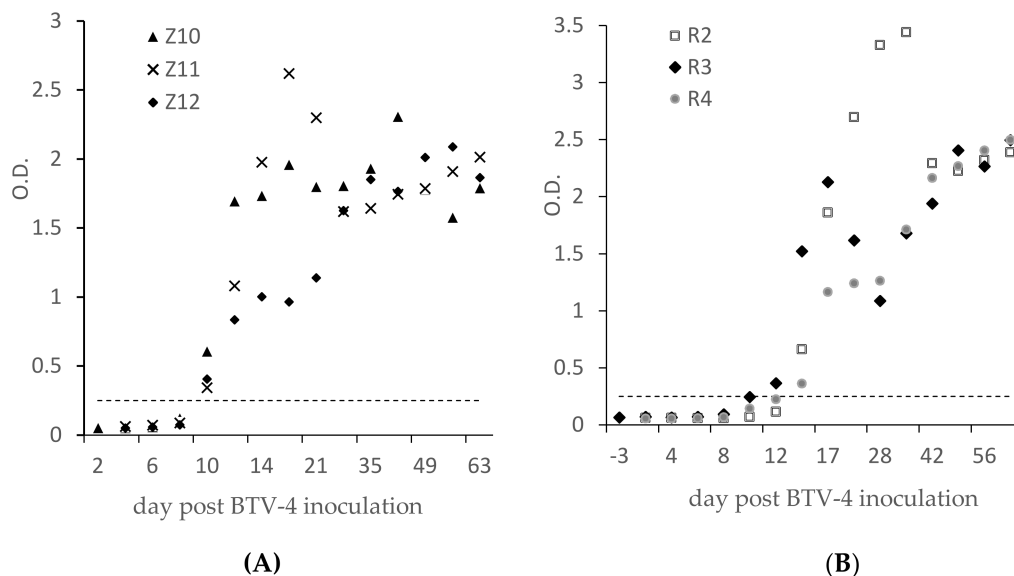 3
2.5
2
1.5
1
0.5
0
O.D.
Z10
Z11
Z12
2 6 10 14 21 35 49 63
day post BTV-4 inoculation
(A)
3.5
3
2.5
2
1.5
1
0.5
0
O.D.
R2
R3
R4
-3 4 8 12 17 28 42 56
day post BTV-4 inoculation
(B)